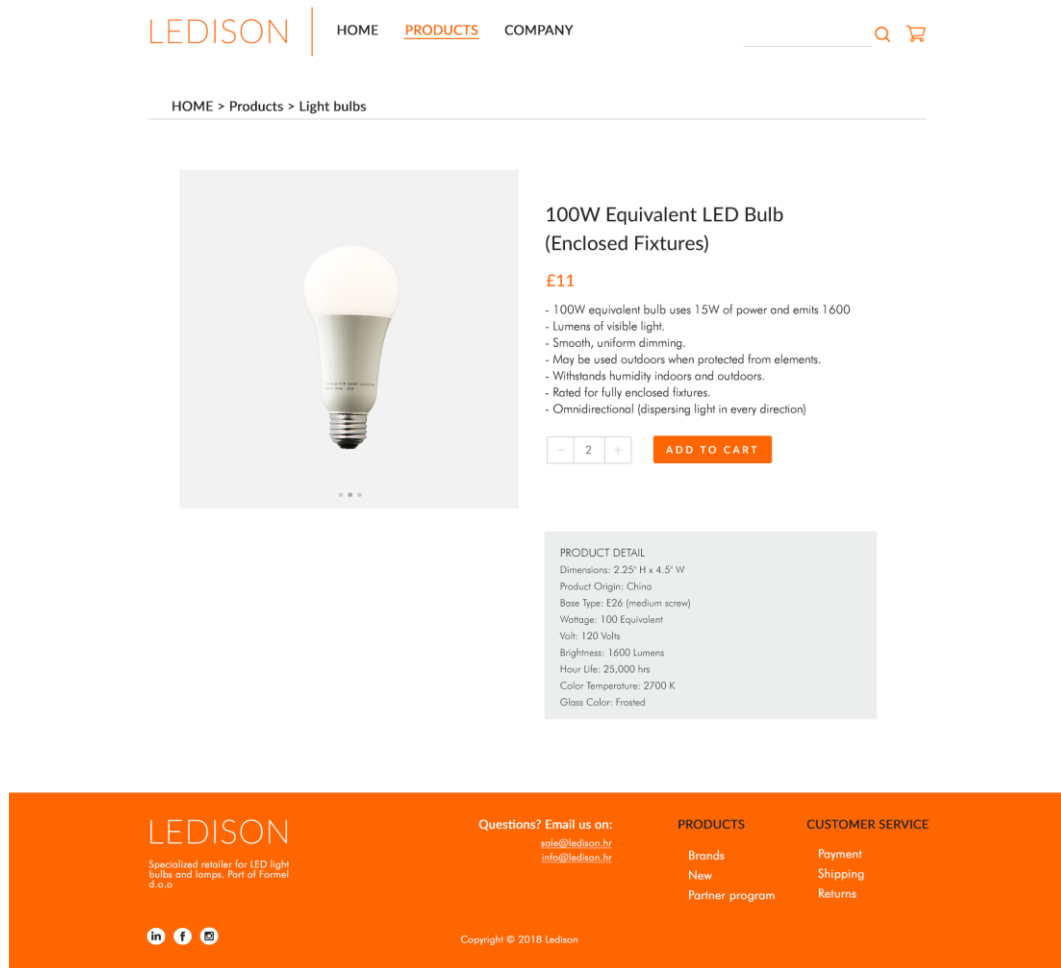 LEDISON
HOME PRODUCTS COMPANY
HOME > Products > Light bulbs
100W Equivalent LED Bulb
(Enclosed Fixtures)
£11
- 100W equivalent bulb uses 15W of power and emits 1600
- Lumens of visible light.
- Smooth, uniform dimming.
- May be used outdoors when protected from elements.
- Withstands humidity indoors and outdoors.
- Rated for fully enclosed fixtures.
- Omnidirectional (dispersing light in every direction)
− 2 +
ADD TO CART
PRODUCT DETAIL
Dimensions: 2.25" H x 4.5" W
Product Origin: China
Base Type: E26 (medium screw)
Wattage: 100 Equivalent
Volt: 120 Volts
Brightness: 1600 Lumens
Hour Life: 25,000 hrs
Color Temperature: 2700 K
Glass Color: Frosted
LEDISON
Specialized retailer for LED light
bulbs and lamps. Part of Formel
d.o.o
Questions? Email us on:
sale@ledison.hr
info@ledison.hr
PRODUCTS
Brands
New
Partner program
CUSTOMER SERVICE
Payment
Shipping
Returns
in f
Copyright © 2018 Ledison